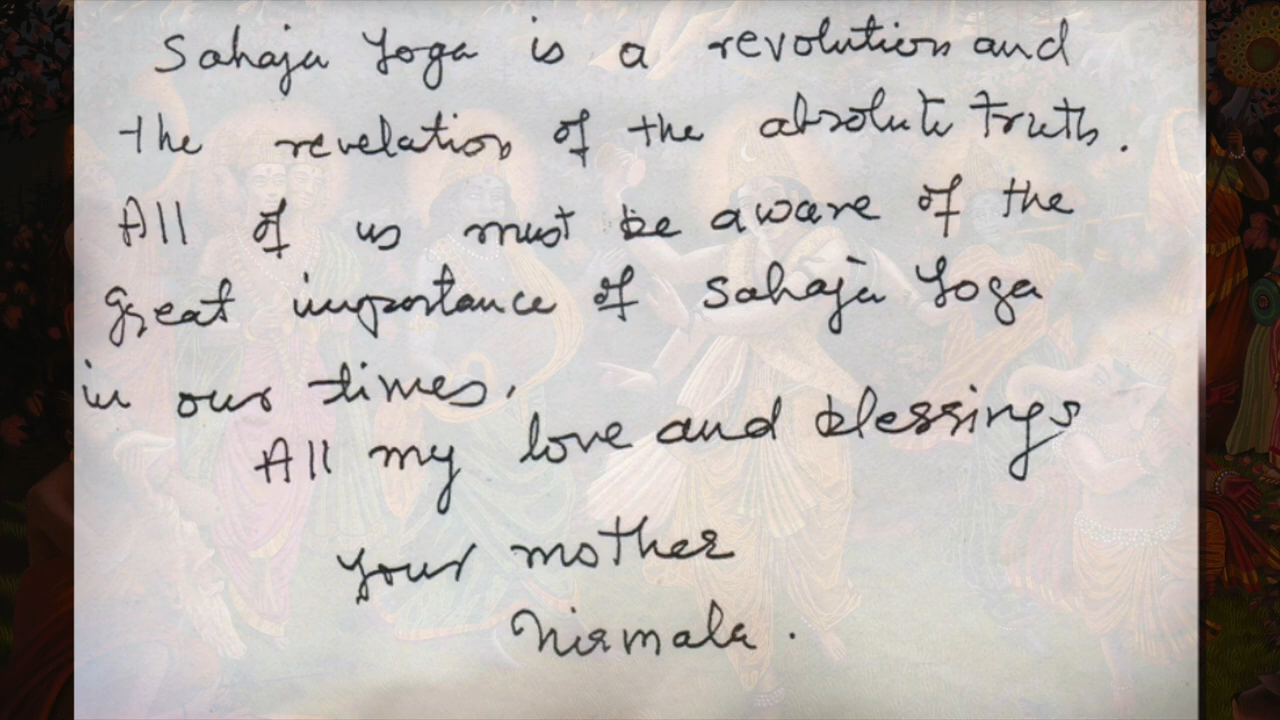 Sahaja Yoga is a revolution and
the revelation of the absolute truth.
All of us must be aware of the
great importance of Sahaja Yoga
in our times.
All my love and blessings
Your mother
Nirmala.